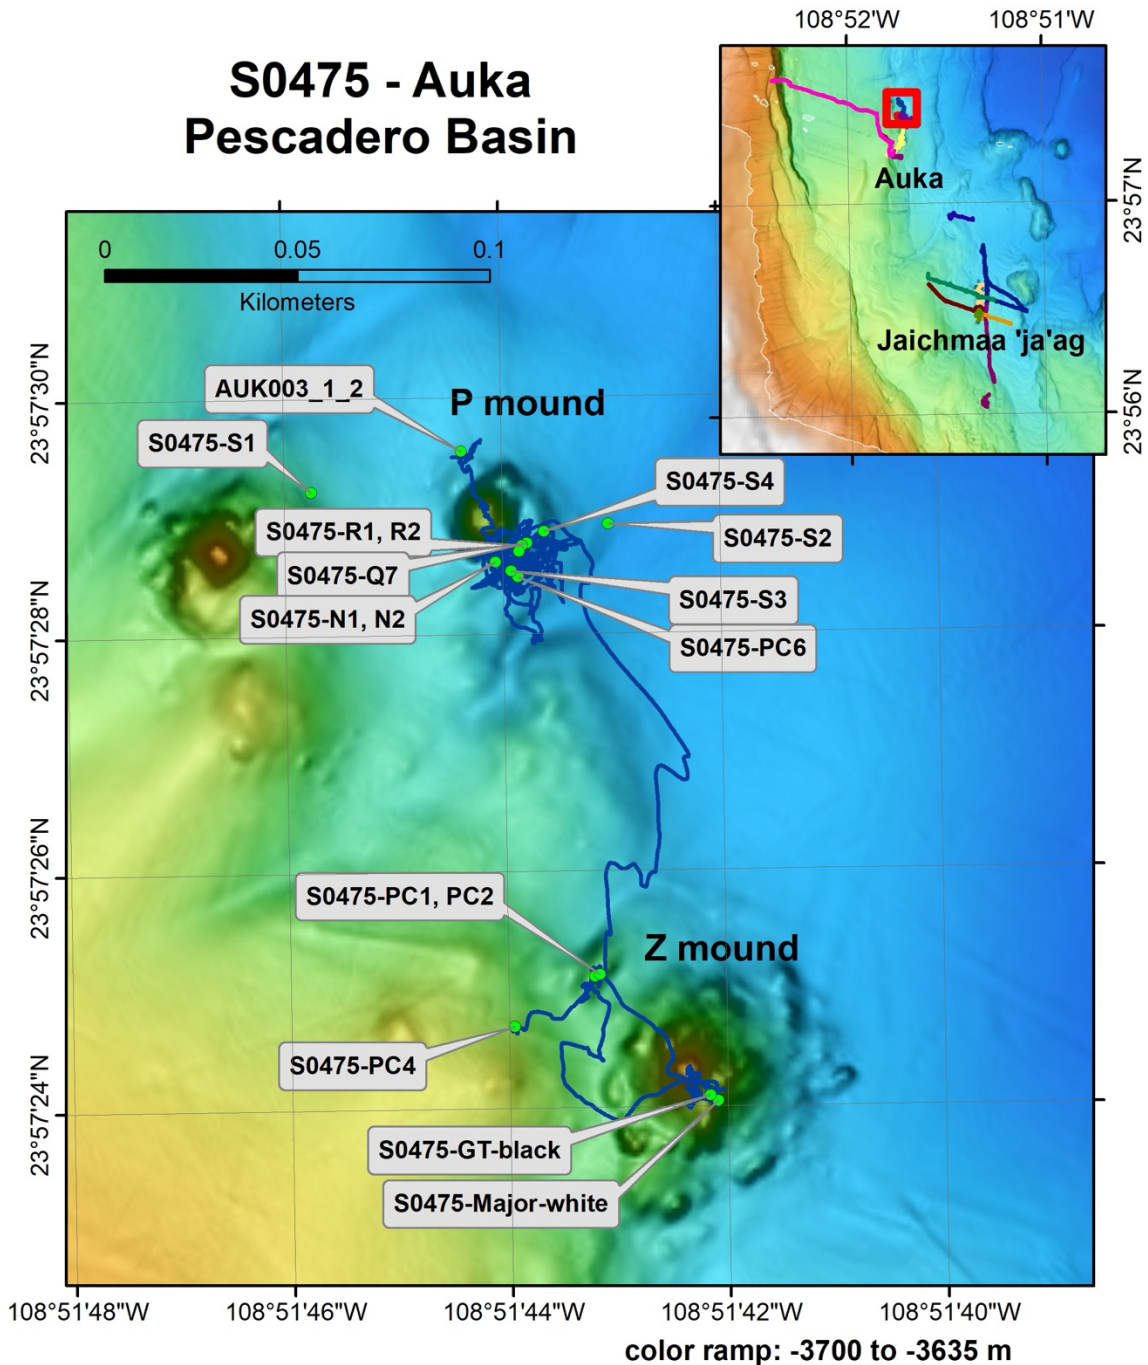 S0475 - Auka
Pescadero Basin
108°52'W
108°51'W
Auka
Jaichmaa 'ja'ag
23°57'N
23°56'N
0
0.05
0.1
Kilometers
P mound
AUK003_1_2
S0475-S1
S0475-S4
S0475-R1, R2
S0475-S2
S0475-Q7
S0475-S3
S0475-N1, N2
S0475-PC6
S0475-PC1, PC2
Z mound
S0475-PC4
S0475-GT-black
S0475-Major-white
23°57'30"N
23°57'28"N
23°57'26"N
23°57'24"N
108°51'48"W
108°51'46"W
108°51'44"W
108°51'42"W
108°51'40"W
color ramp: -3700 to -3635 m